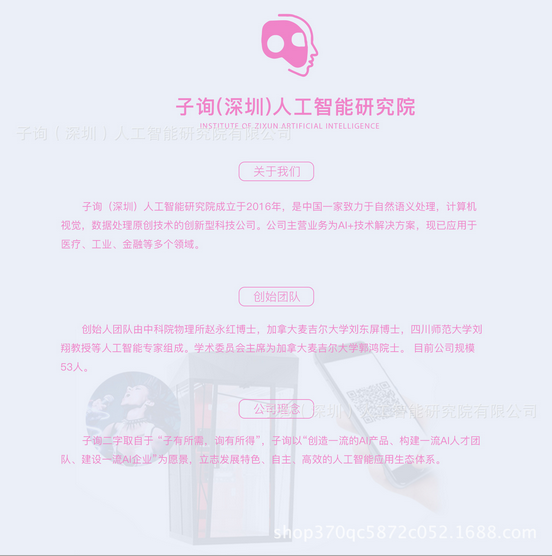 子询(深圳)人工智能研究院
INSTITUTE OF ZIXUN ARTIFICIAL INTELLIGENCE
子询（深圳）人工智能研究院有限公司
关于我们
子询（深圳）人工智能研究院成立于2016年，是中国一家致力于自然语义处理，计算机
视觉，数据处理原创技术的创新型科技公司。公司主营业务为AI+技术解决方案，现已应用于
医疗、工业、金融等多个领域。
创始团队
创始人团队由中科院物理所赵永红博士，加拿大麦吉尔大学刘东屏博士，四川师范大学刘
翔教授等人工智能专家组成。学术委员会主席为加拿大麦吉尔大学郭鸿院士。 目前公司规模
53人。
公司理念
子询（深圳）人工智能研究院有限公司
子询二字取自于 “子有所需，询有所得”，子询以“创造一流的AI产品、构建一流AI人才团
队、建设一流AI企业”为愿景，立志发展特色、自主、高效的人工智能应用生态体系。
shop370qc5872c052.1688.com